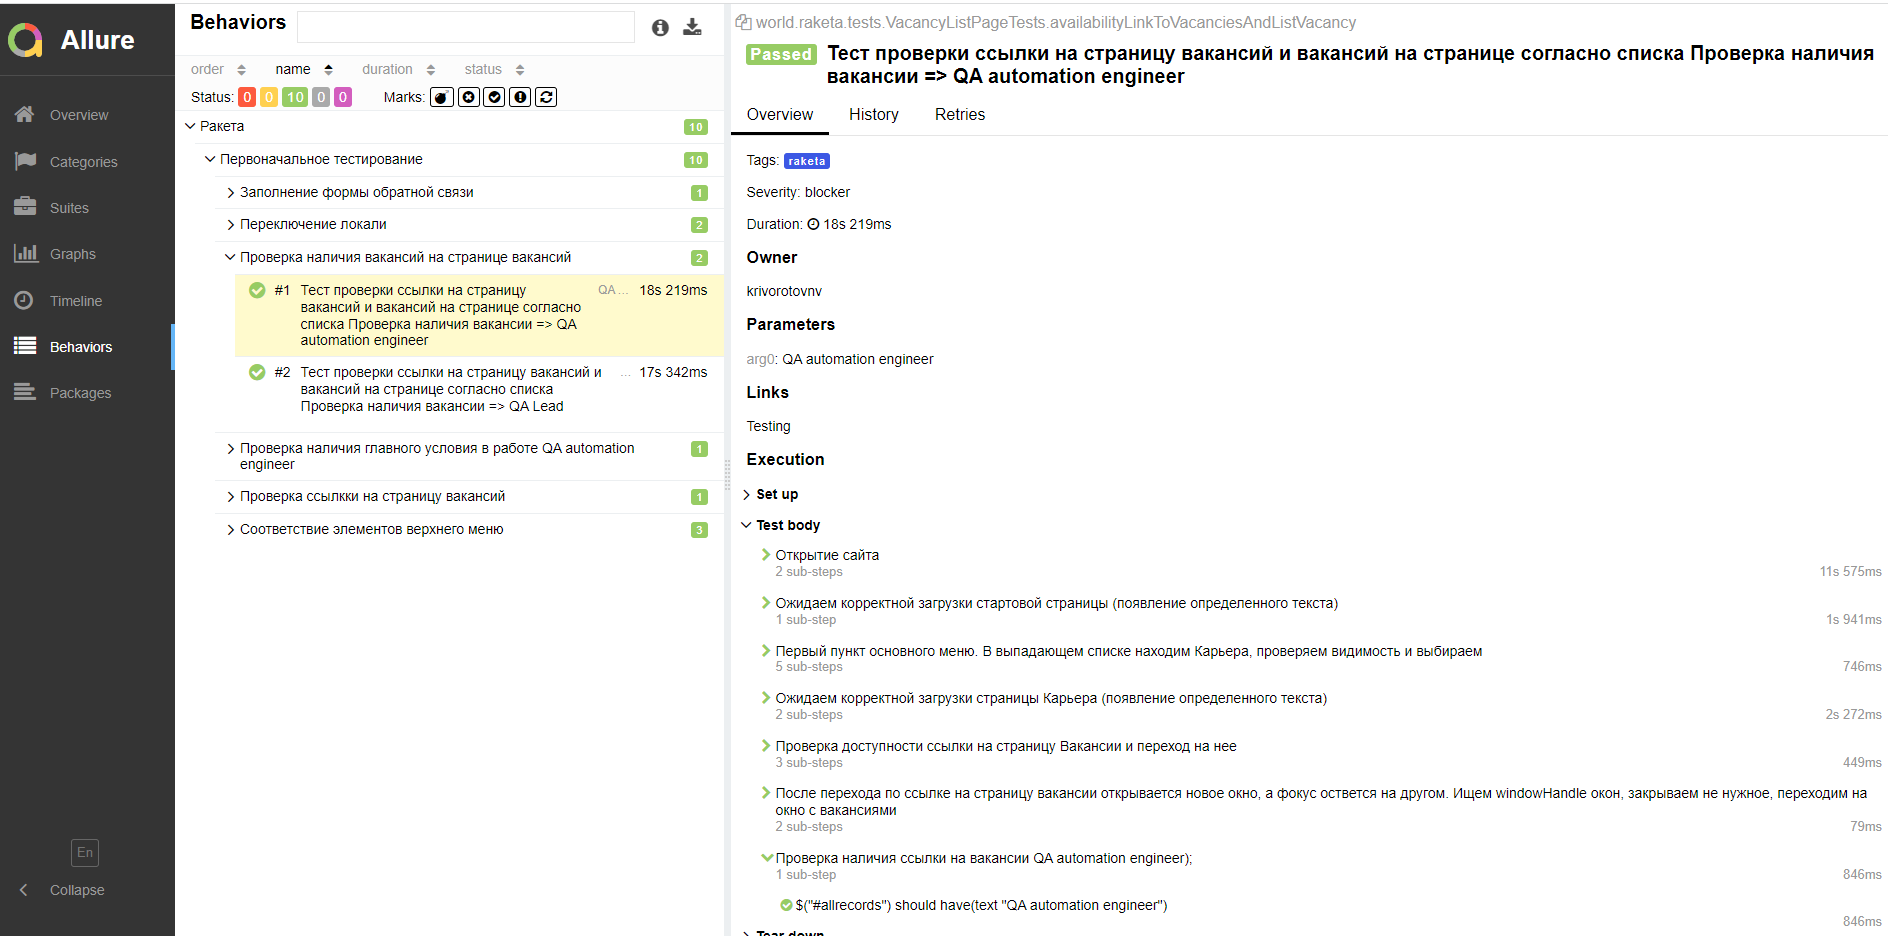 Allure
Overview
Categories
Suites
Graphs
Timeline
Behaviors
Packages
En
Collapse
Behaviors
order name duration status
Status: 0 0 10 0 0 Marks:
Ракета 10
Первоначальное тестирование 10
Заполнение формы обратной связи 1
Переключение локали 2
Проверка наличия вакансий на странице вакансий 2
#1 Тест проверки ссылки на страницу QA ... 18s 219ms
вакансий и вакансий на странице согласно
списка Проверка наличия вакансии => QA
automation engineer
#2 Тест проверки ссылки на страницу вакансий и ... 17s 342ms
вакансий на странице согласно списка
Проверка наличия вакансии => QA Lead
Проверка наличия главного условия в работе QA automation 1
engineer
Проверка ссылкки на страницу вакансий 1
Соответствие элементов верхнего меню 3
world.raketa.tests.VacancyListPageTests.availabilityLinkToVacanciesAndListVacancy
Passed Тест проверки ссылки на страницу вакансий и вакансий на странице согласно списка Проверка наличия
вакансии => QA automation engineer
Overview History Retries
Tags: raketa
Severity: blocker
Duration: 18s 219ms
Owner
krivorotovnv
Parameters
arg0: QA automation engineer
Links
Testing
Execution
Set up
Test body
Открытие сайта
2 sub-steps 11s 575ms
Ожидаем корректной загрузки стартовой страницы (появление определенного текста)
1 sub-step 1s 941ms
Первый пункт основного меню. В выпадающем списке находим Карьера, проверяем видимость и выбираем
5 sub-steps 746ms
Ожидаем корректной загрузки страницы Карьера (появление определенного текста)
2 sub-steps 2s 272ms
Проверка доступности ссылки на страницу Вакансии и переход на нее
3 sub-steps 449ms
После перехода по ссылке на страницу вакансии открывается новое окно, а фокус остется на другом. Ищем windowHandle окон, закрываем не нужное, переходим на
окно с вакансиями
2 sub-steps 79ms
Проверка наличия ссылки на вакансии QA automation engineer);
1 sub-step 846ms
$("#allrecords") should have(text "QA automation engineer")
846ms
Tear down